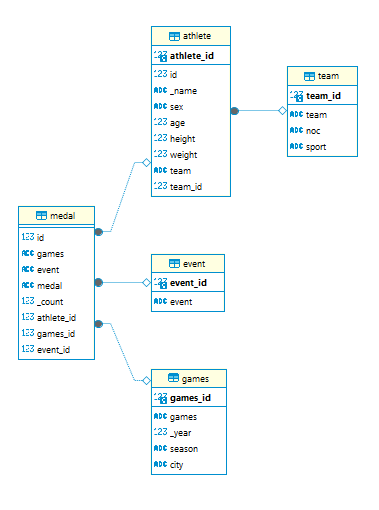 athlete
123 athlete_id
123 id
ABC _name
ABC sex
123 age
123 height
123 weight
ABC team
123 team_id
team
123 team_id
ABC team
ABC noc
ABC sport
medal
123 id
ABC games
ABC event
ABC medal
123 _count
123 athlete_id
123 games_id
123 event_id
event
123 event_id
ABC event
games
123 games_id
ABC games
123 _year
ABC season
ABC city